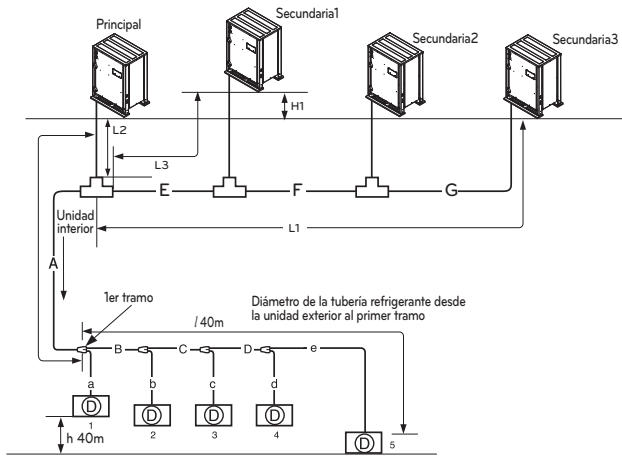 Principal
Secundaria1
Secundaria2
Secundaria3
H1
L2
L3
E
F
G
L1
Unidad
interior
A
1er tramo
Diámetro de la tubería refrigerante desde
la unidad exterior al primer tramo
l 40m
B
C
D
e
a
b
c
d
D
D
D
D
D
1
2
3
4
5
h 40m